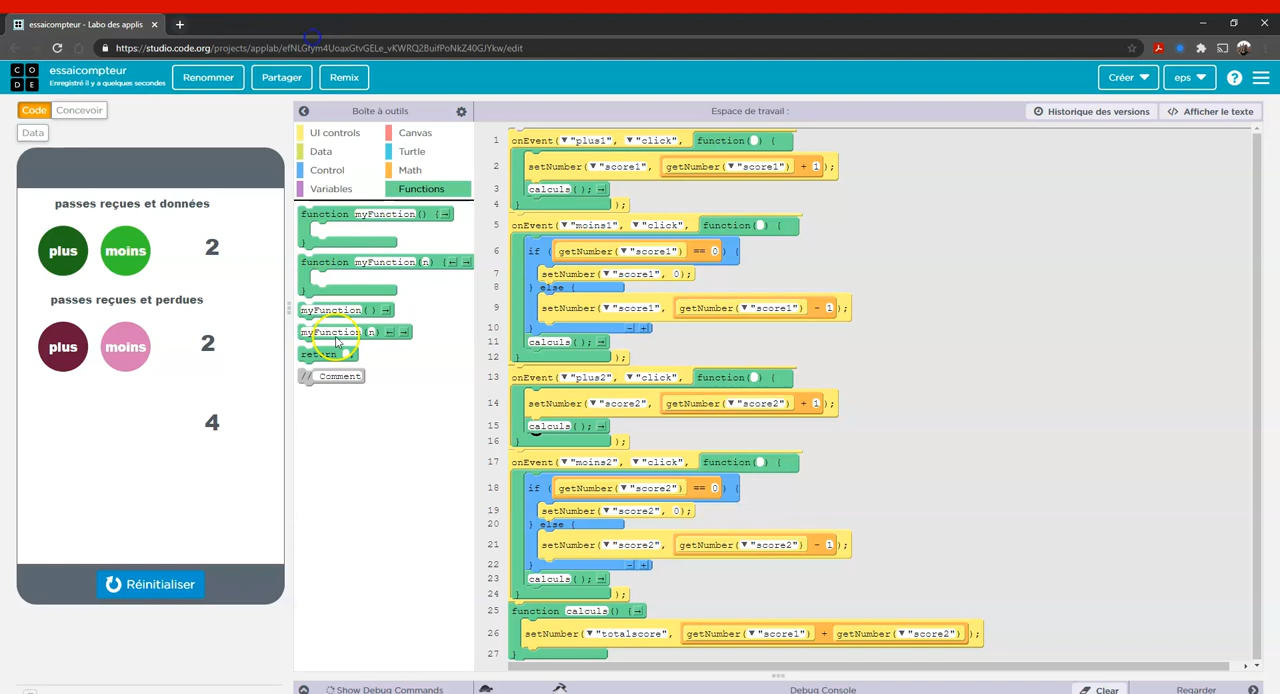 essaicompteur - Labo des applis
https://studio.code.org/projects/applab/efNLGfym4UoaxGtvGELe_vKWRQ2BuifPoNkZ40GJYkw/edit
C O
D E
essaicompteur
Enregistré il y a quelques secondes
Renommer
Partager
Remix
Créer
eps
Code
Concevoir
Data
Boîte à outils
Espace de travail :
Historique des versions
</> Afficher le texte
UI controls
Canvas
Data
Turtle
Control
Math
Variables
Functions
passes reçues et données
plus
moins
2
passes reçues et perdues
plus
moins
2
4
Réinitialiser
function myFunction() {
}
function myFunction(n) {
}
myFunction();
myFunction(n)
return
// Comment
1 onEvent("plus1", "click", function() {
2 setNumber("score1", getNumber("score1") + 1);
3 calculs();
4 } );
5 onEvent("moins1", "click", function() {
6 if (getNumber("score1") == 0) {
7 setNumber("score1", 0);
8 } else {
9 setNumber("score1", getNumber("score1") - 1);
10 }
11 calculs();
12 } );
13 onEvent("plus2", "click", function() {
14 setNumber("score2", getNumber("score2") + 1);
15 calculs();
16 } );
17 onEvent("moins2", "click", function() {
18 if (getNumber("score2") == 0) {
19 setNumber("score2", 0);
20 } else {
21 setNumber("score2", getNumber("score2") - 1);
22 }
23 calculs();
24 } );
25 function calculs() {
26 setNumber("totalscore", getNumber("score1") + getNumber("score2"));
27 }
Show Debug Commands
Debug Console
Clear
Regarder